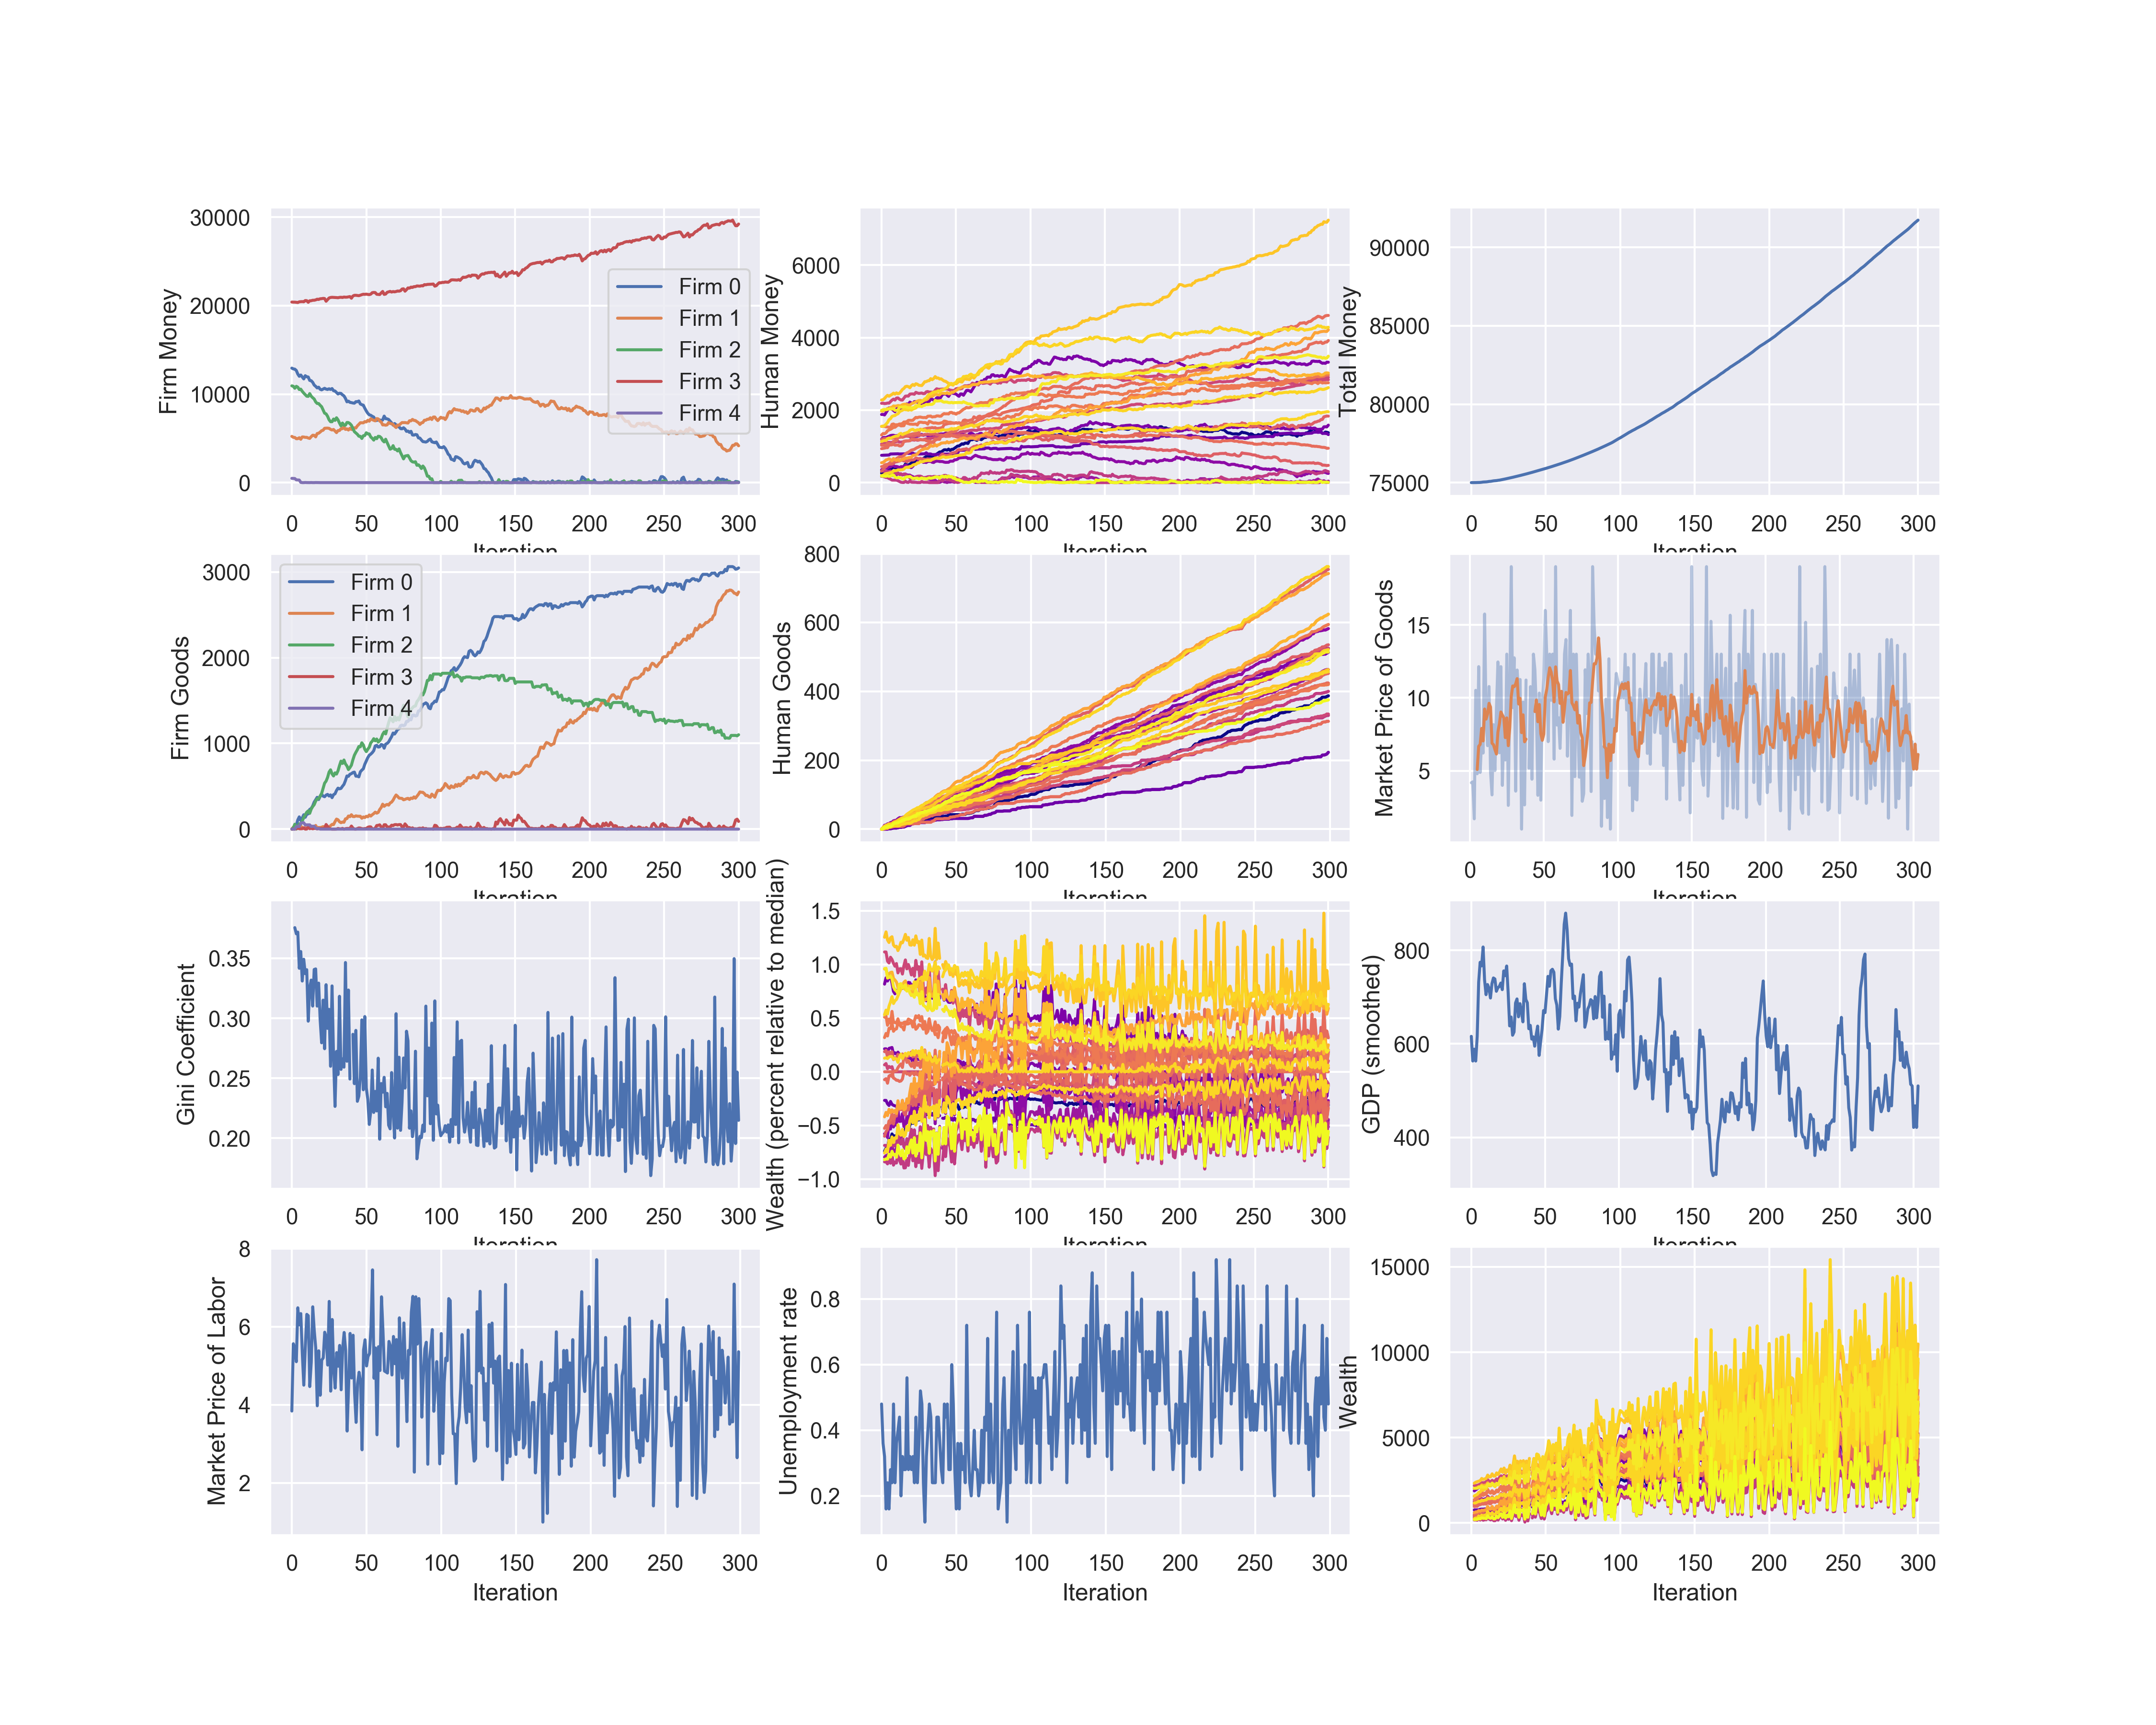 Firm Money
30000
20000
10000
0
Firm 0
Firm 1
Firm 2
Firm 3
Firm 4
0 50 100 150 200 250 300
Iteration
Human Money
6000
4000
2000
0
0 50 100 150 200 250 300
Iteration
Total Money
90000
85000
80000
75000
0 50 100 150 200 250 300
Iteration
Firm Goods
3000
2000
1000
0
Firm 0
Firm 1
Firm 2
Firm 3
Firm 4
0 50 100 150 200 250 300
Iteration
Human Goods
800
600
400
200
0
0 50 100 150 200 250 300
Iteration
Market Price of Goods
15
10
5
0 50 100 150 200 250 300
Iteration
Gini Coefficient
0.35
0.30
0.25
0.20
0 50 100 150 200 250 300
Iteration
Wealth (percent relative to median)
1.5
1.0
0.5
0.0
−0.5
−1.0
0 50 100 150 200 250 300
Iteration
GDP (smoothed)
800
600
400
0 50 100 150 200 250 300
Iteration
Market Price of Labor
8
6
4
2
0 50 100 150 200 250 300
Iteration
Unemployment rate
0.8
0.6
0.4
0.2
0 50 100 150 200 250 300
Iteration
Wealth
15000
10000
5000
0
0 50 100 150 200 250 300
Iteration